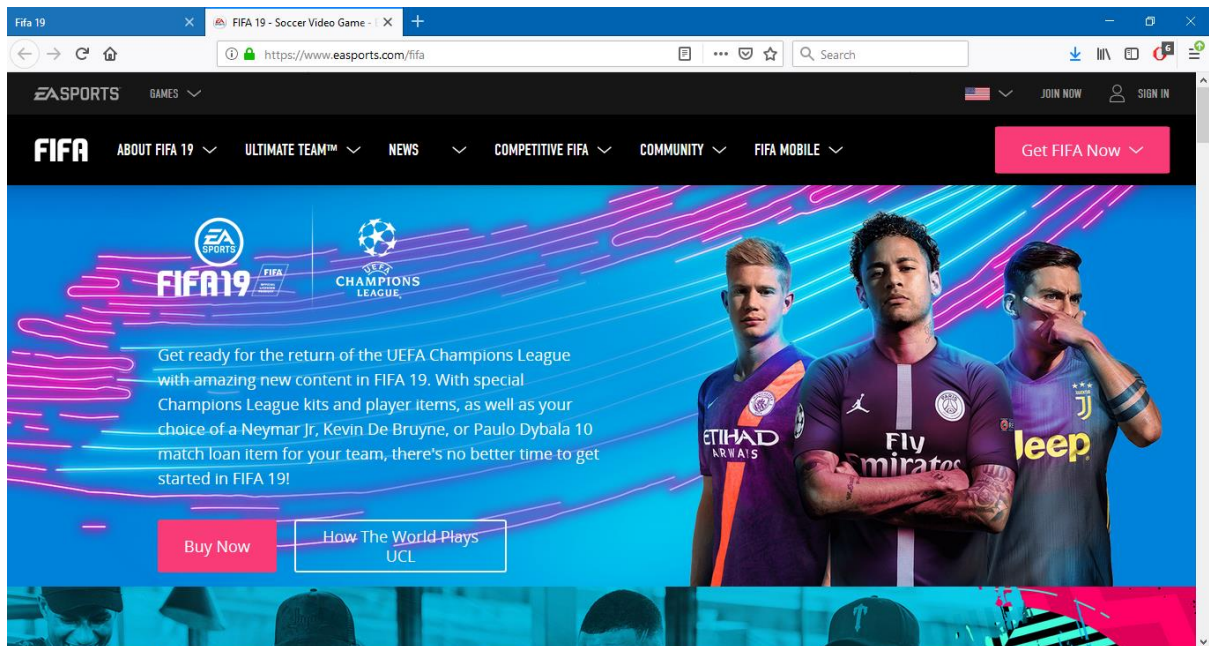 Fifa 19
FIFA 19 - Soccer Video Game -
https://www.easports.com/fifa
Search
6
EA SPORTS GAMES
JOIN NOW SIGN IN
FIFA ABOUT FIFA 19 ULTIMATE TEAM™ NEWS COMPETITIVE FIFA COMMUNITY FIFA MOBILE Get FIFA Now
EA
SPORTS
FIFA19 FIFA
UEFA
CHAMPIONS
LEAGUE
Get ready for the return of the UEFA Champions League
with amazing new content in FIFA 19. With special
Champions League kits and player items, as well as your
choice of a Neymar Jr, Kevin De Bruyne, or Paulo Dybala 10
match loan item for your team, there's no better time to get
started in FIFA 19!
Buy Now
How The World Plays
UCL
ETIHAD
AIRWAYS
Fly
Emirates
Jeep